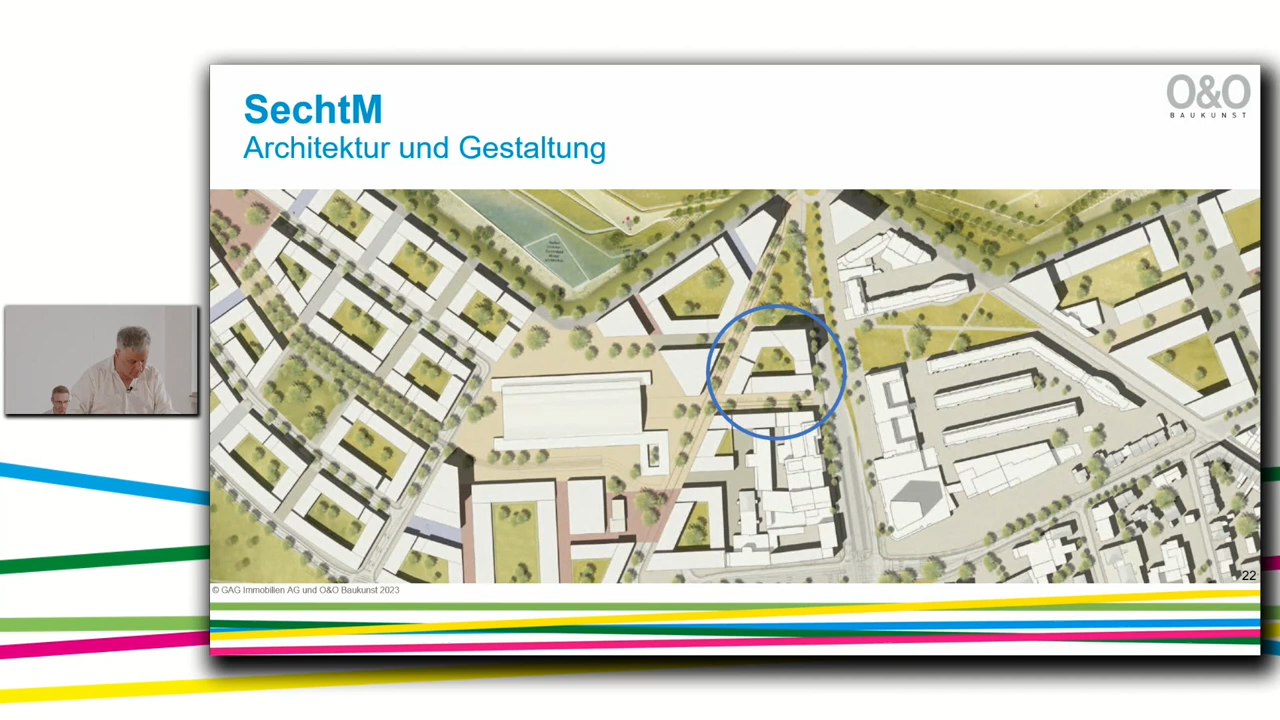 SechtM
Architektur und Gestaltung
O&O
BAUKUNST
22
© GAG Immobilien AG und O&O Baukunst 2023